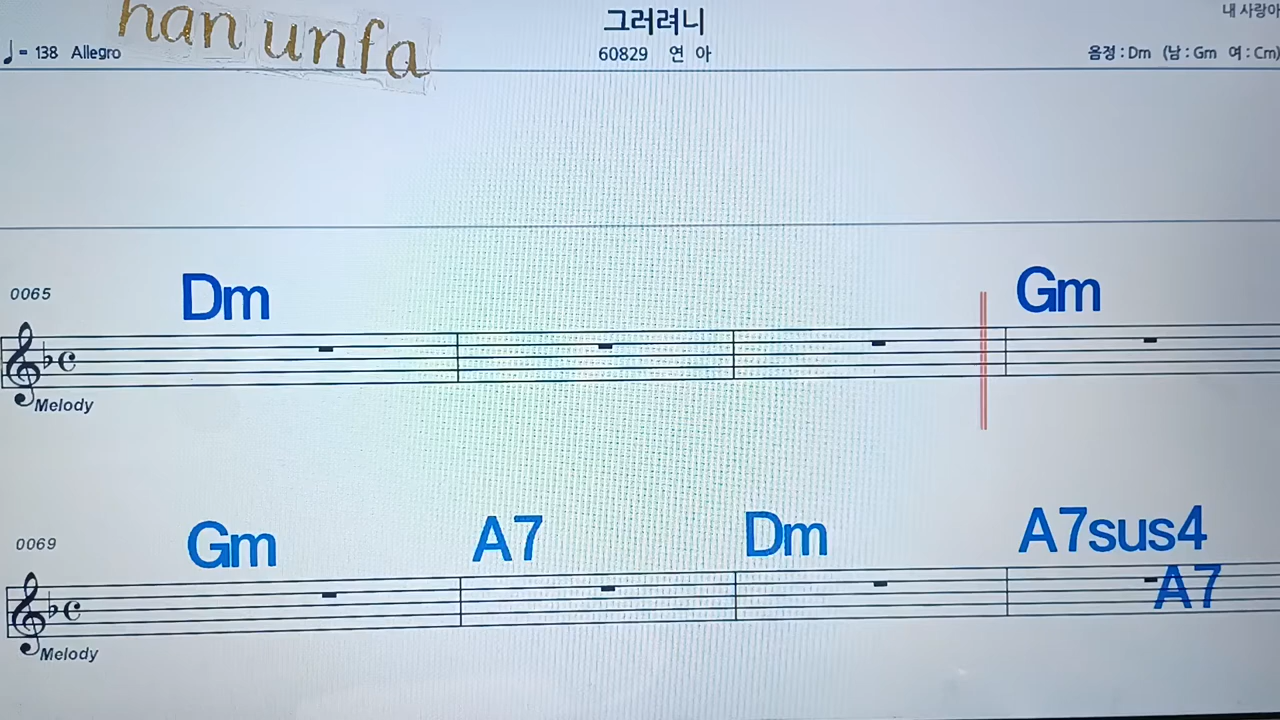 han unfa
그러려니
내 사랑아
♩= 138 Allegro
60829 연 아
음정 : Dm (남 : Gm 여 : Cm)
0065
Dm
Gm
Melody
0069
Gm
A7
Dm
A7sus4
A7
Melody